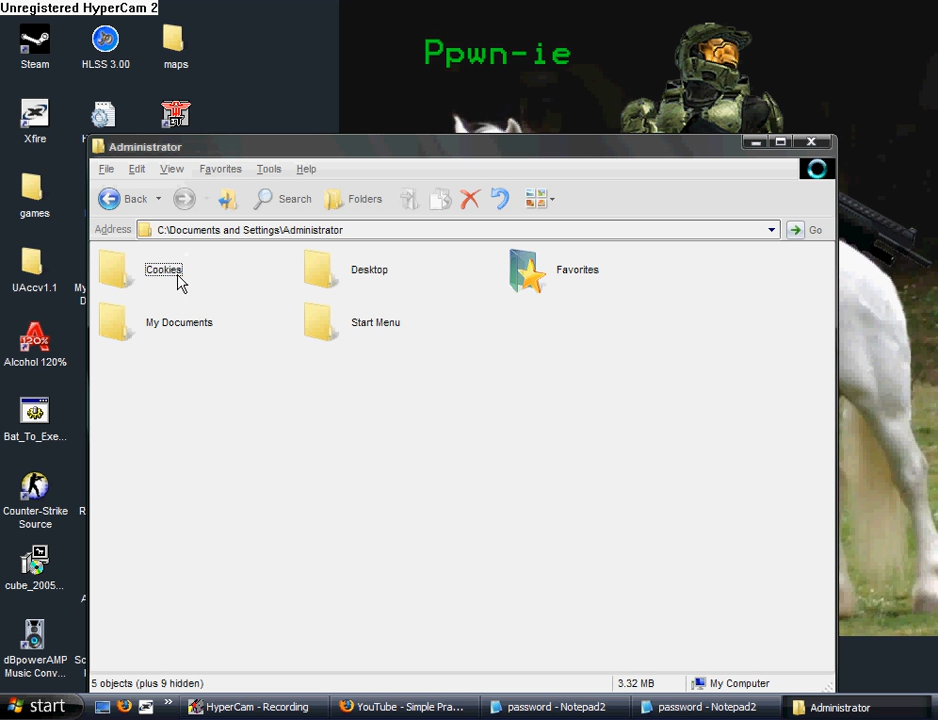 Unregistered HyperCam 2
Ppwn-ie
Steam
HLSS 3.00
maps
Xfire
games
UAccv1.1
Alcohol 120%
Bat_To_Exe...
Counter-Strike
Source
cube_2005...
dBpowerAMP
Music Conv...
Administrator
File Edit View Favorites Tools Help
Back Search Folders
Address C:\Documents and Settings\Administrator Go
Cookies Desktop Favorites
My Documents Start Menu
5 objects (plus 9 hidden) 3.32 MB My Computer
start » HyperCam - Recording YouTube - Simple Pra... password - Notepad2 password - Notepad2 Administrator